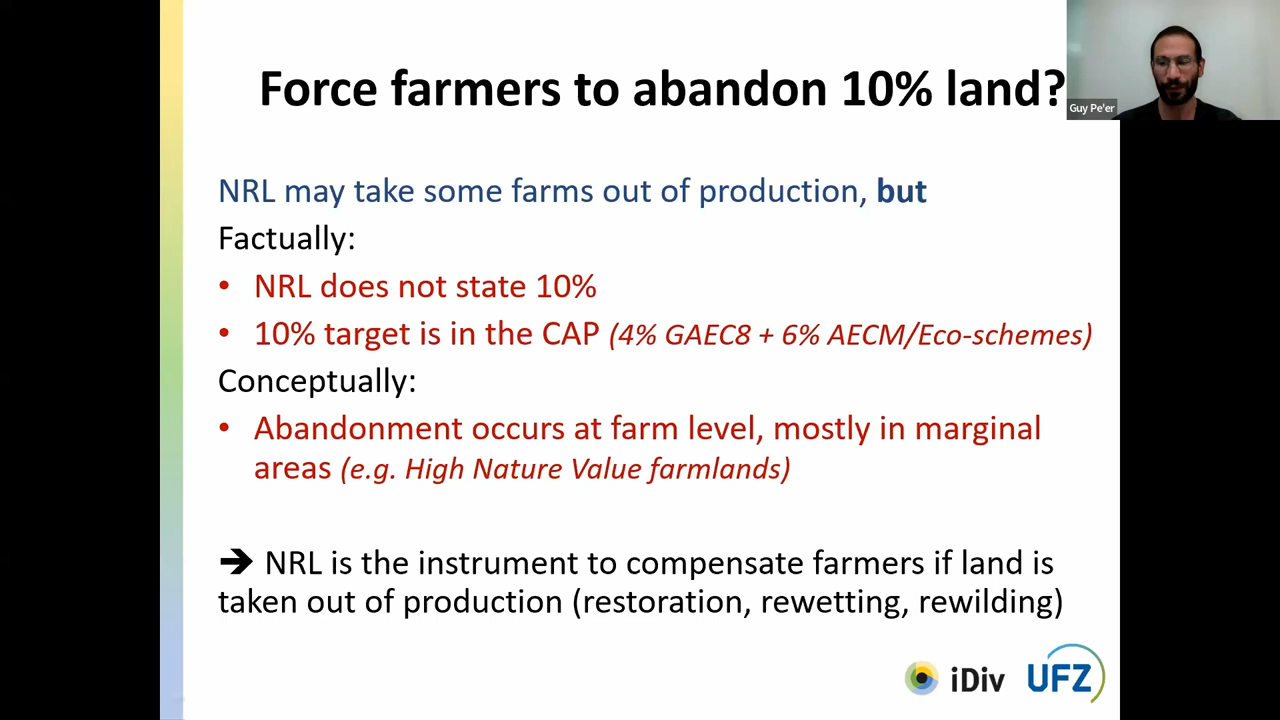 Force farmers to abandon 10% land?
Guy Pe'er
NRL may take some farms out of production, but
Factually:
• NRL does not state 10%
• 10% target is in the CAP (4% GAEC8 + 6% AECM/Eco-schemes)
Conceptually:
• Abandonment occurs at farm level, mostly in marginal
areas (e.g. High Nature Value farmlands)
➔ NRL is the instrument to compensate farmers if land is
taken out of production (restoration, rewetting, rewilding)
iDiv
UFZ